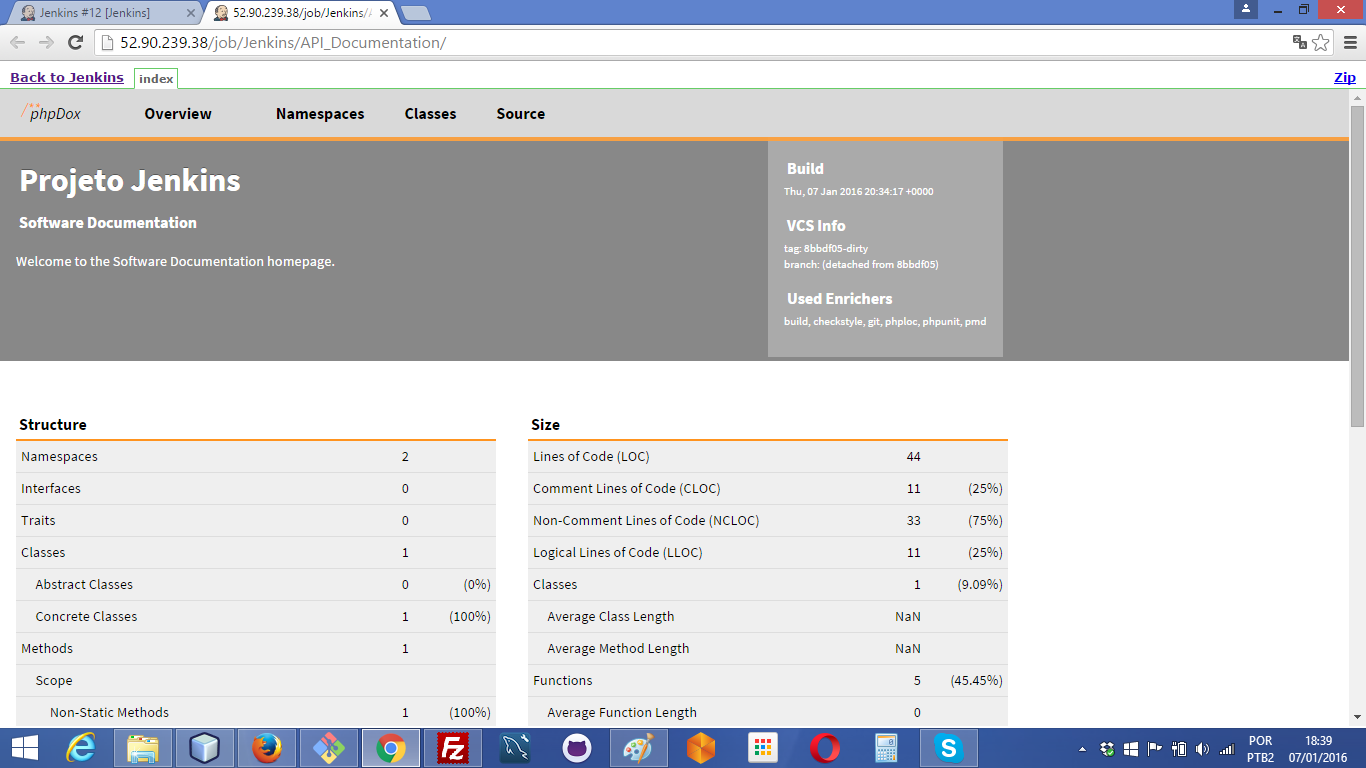 Jenkins #12 [Jenkins]
52.90.239.38/job/Jenkins/A
52.90.239.38/job/Jenkins/API_Documentation/
Back to Jenkins
index
Zip
/** phpDox
Overview
Namespaces
Classes
Source
Projeto Jenkins
Software Documentation
Welcome to the Software Documentation homepage.
Build
Thu, 07 Jan 2016 20:34:17 +0000
VCS Info
tag: 8bbdf05-dirty
branch: (detached from 8bbdf05)
Used Enrichers
build, checkstyle, git, phploc, phpunit, pmd
Structure
Namespaces 2
Interfaces 0
Traits 0
Classes 1
Abstract Classes 0 (0%)
Concrete Classes 1 (100%)
Methods 1
Scope
Non-Static Methods 1 (100%)
Size
Lines of Code (LOC) 44
Comment Lines of Code (CLOC) 11 (25%)
Non-Comment Lines of Code (NCLOC) 33 (75%)
Logical Lines of Code (LLOC) 11 (25%)
Classes 1 (9.09%)
Average Class Length NaN
Average Method Length NaN
Functions 5 (45.45%)
Average Function Length 0
POR
PTB2
18:39
07/01/2016